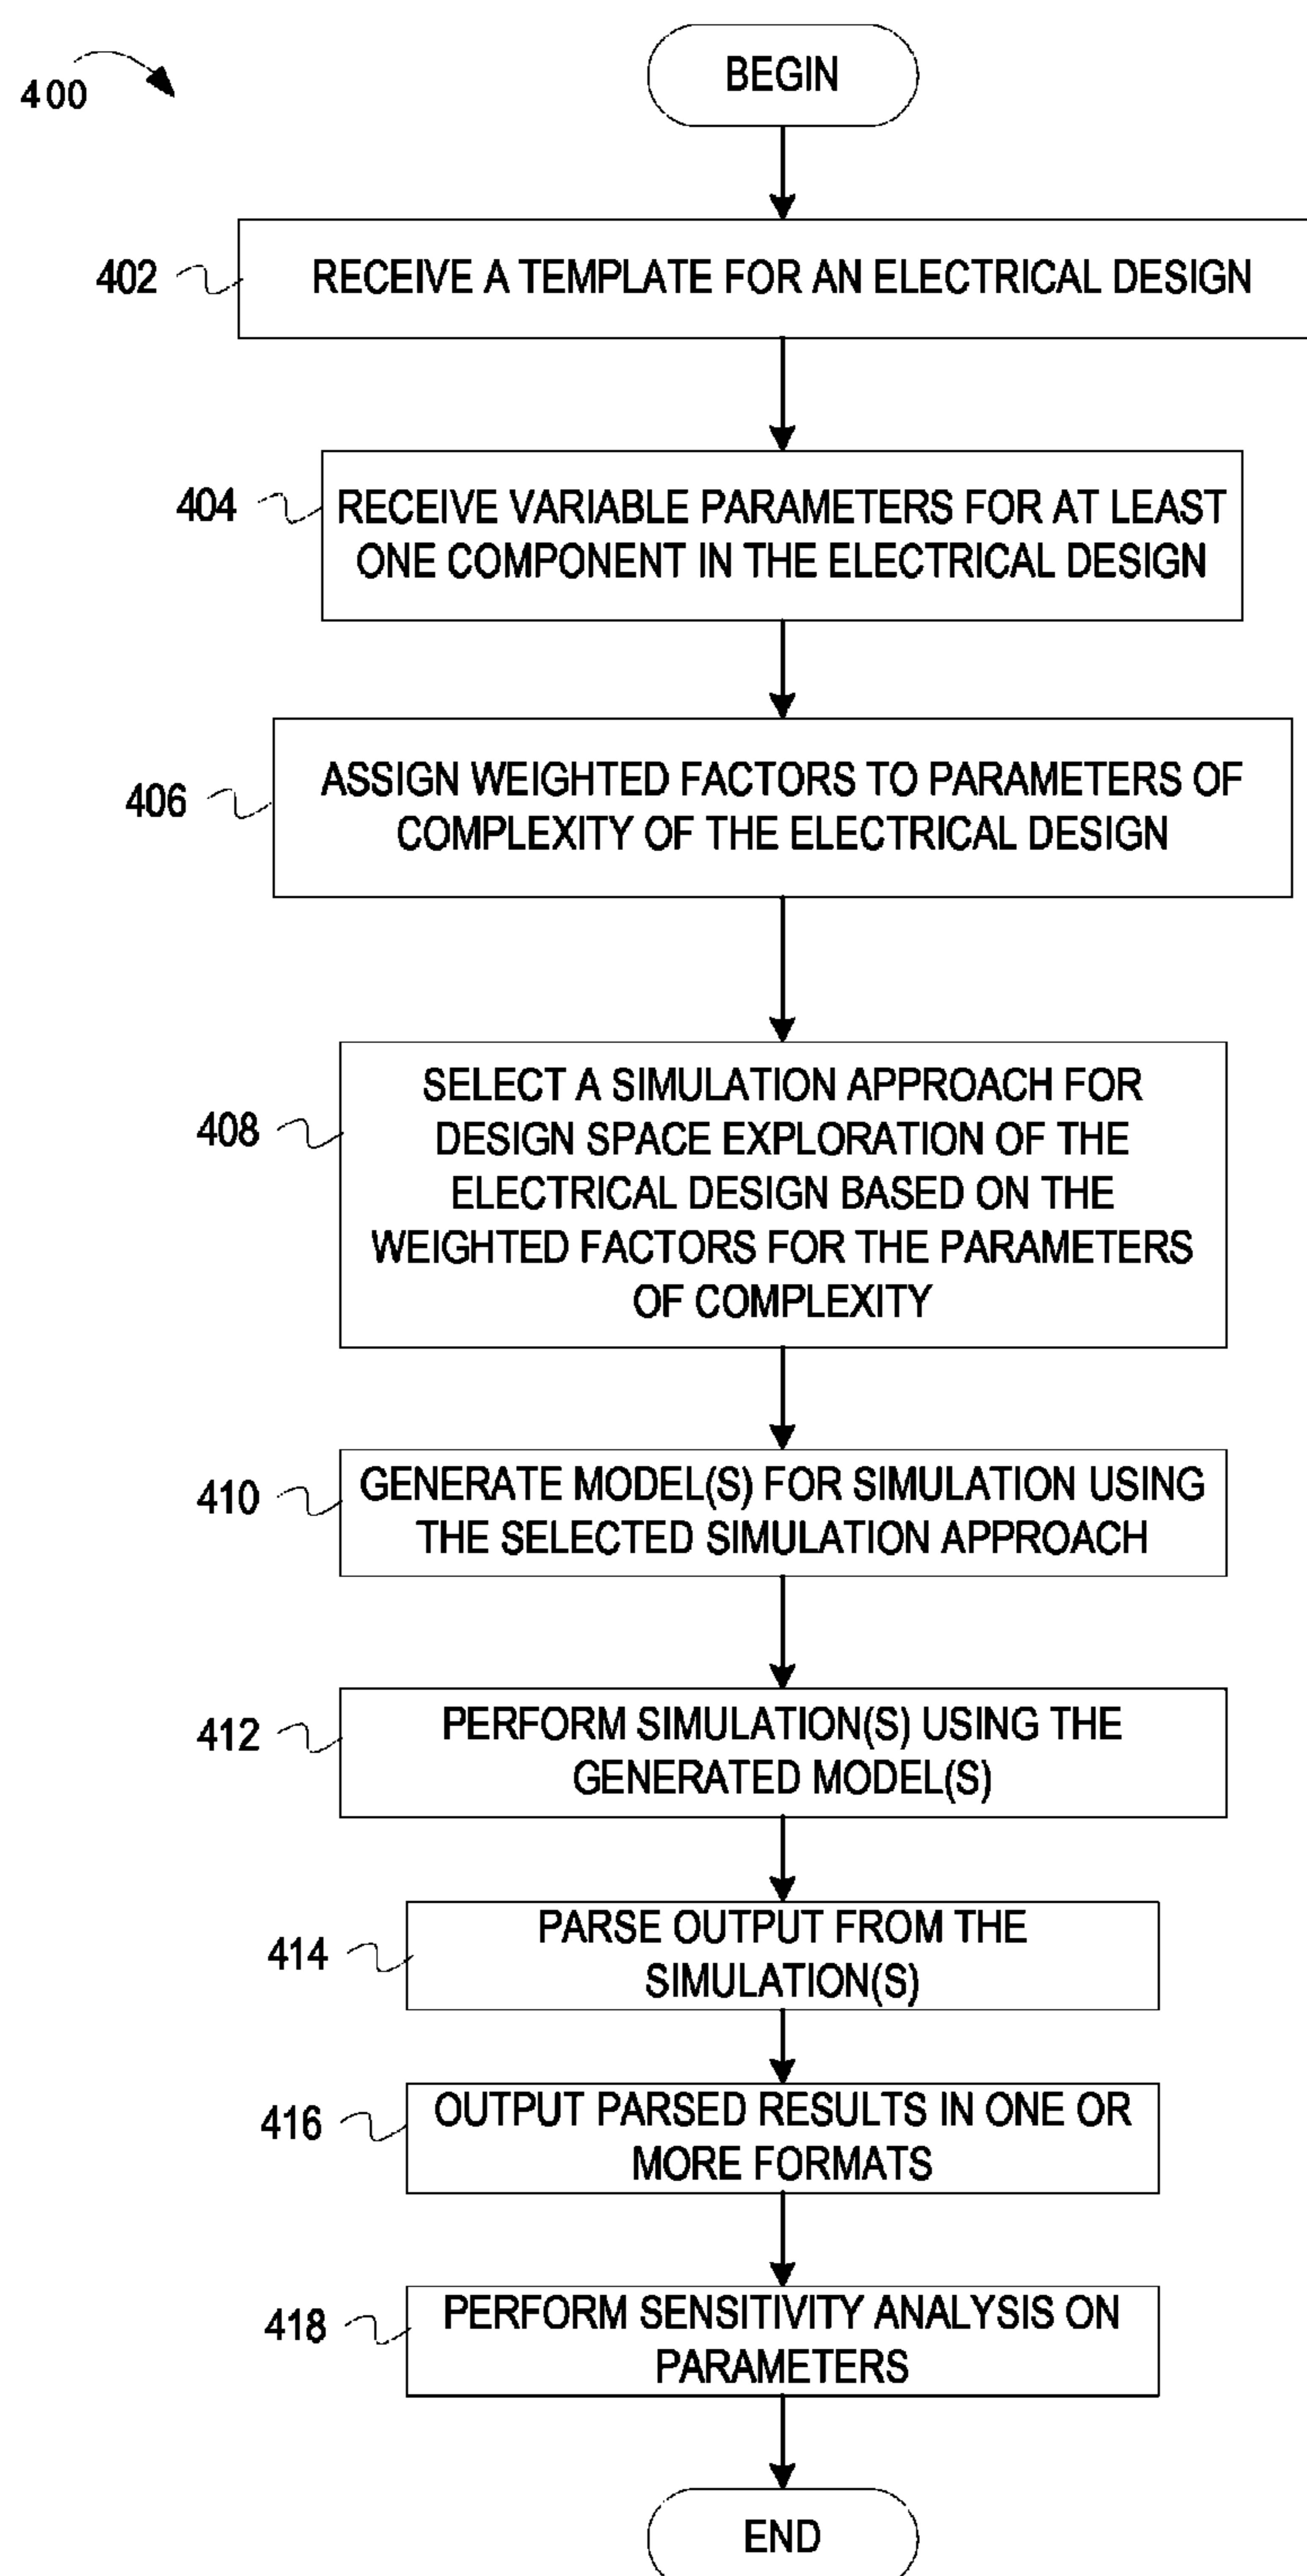 400
BEGIN
402
RECEIVE A TEMPLATE FOR AN ELECTRICAL DESIGN
404
RECEIVE VARIABLE PARAMETERS FOR AT LEAST
ONE COMPONENT IN THE ELECTRICAL DESIGN
406
ASSIGN WEIGHTED FACTORS TO PARAMETERS OF
COMPLEXITY OF THE ELECTRICAL DESIGN
408
SELECT A SIMULATION APPROACH FOR
DESIGN SPACE EXPLORATION OF THE
ELECTRICAL DESIGN BASED ON THE
WEIGHTED FACTORS FOR THE PARAMETERS
OF COMPLEXITY
410
GENERATE MODEL(S) FOR SIMULATION USING
THE SELECTED SIMULATION APPROACH
412
PERFORM SIMULATION(S) USING THE
GENERATED MODEL(S)
414
PARSE OUTPUT FROM THE
SIMULATION(S)
416
OUTPUT PARSED RESULTS IN ONE OR
MORE FORMATS
418
PERFORM SENSITIVITY ANALYSIS ON
PARAMETERS
END